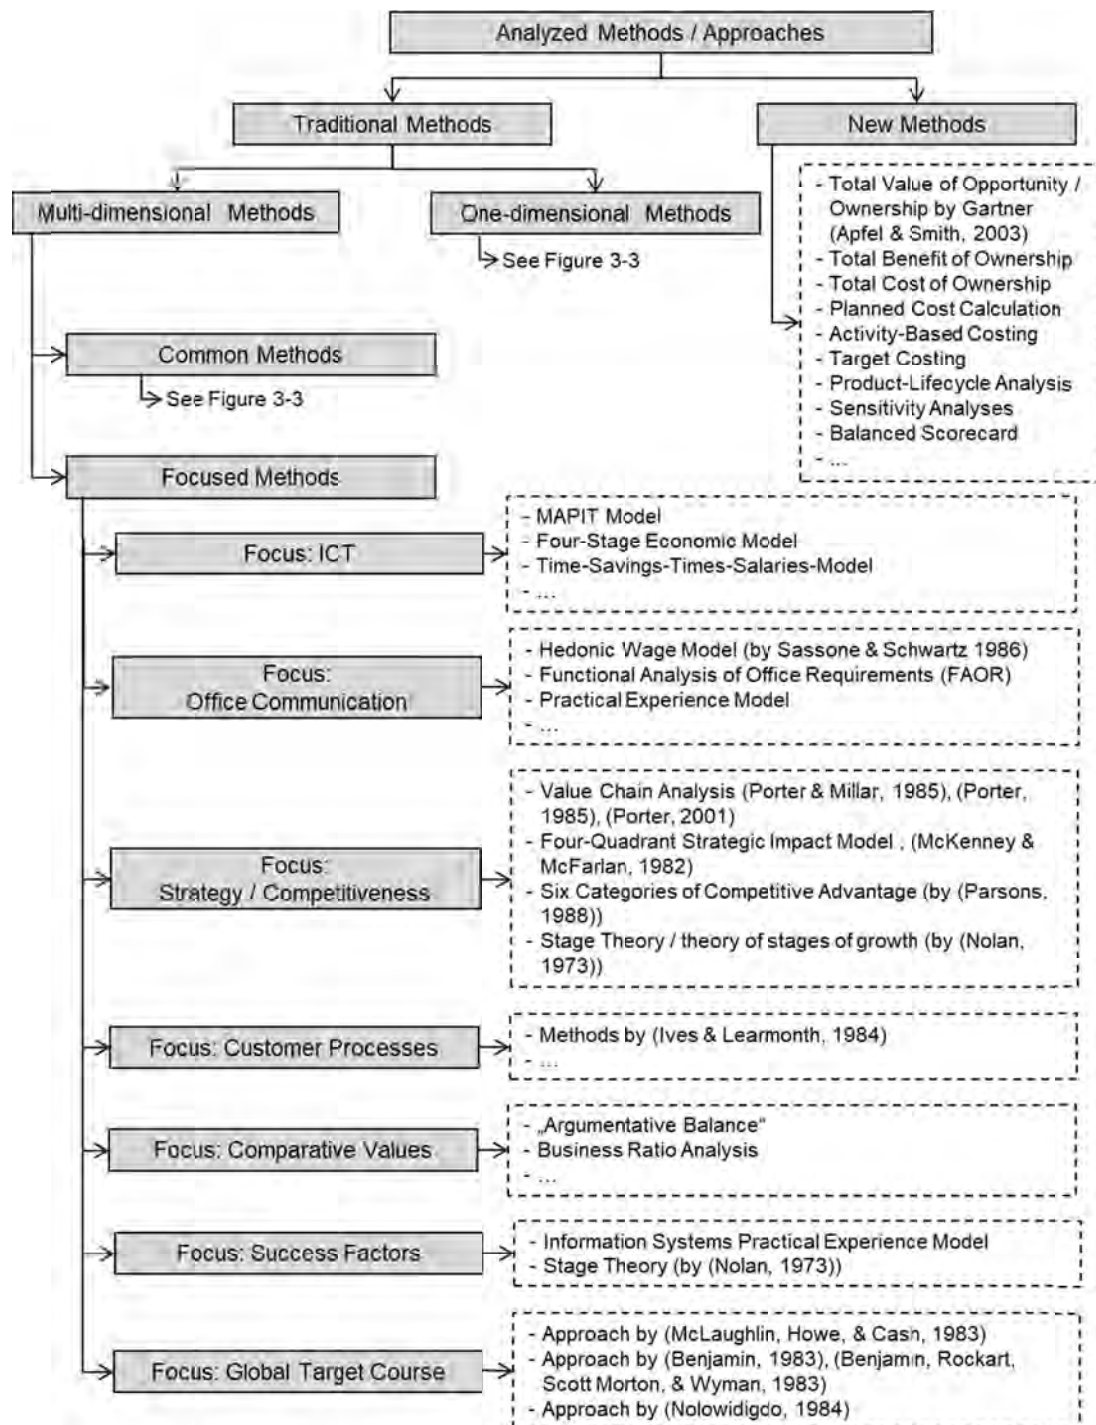 Analyzed Methods / Approaches
Traditional Methods
New Methods
Multi-dimensional Methods
One-dimensional Methods
See Figure 3-3
- Total Value of Opportunity /
Ownership by Gartner
(Apfel & Smith, 2003)
- Total Benefit of Ownership
- Total Cost of Ownership
- Planned Cost Calculation
- Activity-Based Costing
- Target Costing
- Product-Lifecycle Analysis
- Sensitivity Analyses
- Balanced Scorecard
- ...
Common Methods
See Figure 3-3
Focused Methods
Focus: ICT
- MAPIT Model
- Four-Stage Economic Model
- Time-Savings-Times-Salaries-Model
- ...
Focus:
Office Communication
- Hedonic Wage Model (by Sassone & Schwartz 1986)
- Functional Analysis of Office Requirements (FAOR)
- Practical Experience Model
- ...
Focus:
Strategy / Competitiveness
- Value Chain Analysis (Porter & Millar, 1985), (Porter,
1985), (Porter, 2001)
- Four-Quadrant Strategic Impact Model , (McKenney &
McFarlan, 1982)
- Six Categories of Competitive Advantage (by (Parsons,
1988))
- Stage Theory / theory of stages of growth (by (Nolan,
1973))
Focus: Customer Processes
- Methods by (Ives & Learmonth, 1984)
- ...
Focus: Comparative Values
- „Argumentative Balance“
- Business Ratio Analysis
- ...
Focus: Success Factors
- Information Systems Practical Experience Model
- Stage Theory (by (Nolan, 1973))
Focus: Global Target Course
- Approach by (McLaughlin, Howe, & Cash, 1983)
- Approach by (Benjamin, 1983), (Benjamin, Rockart,
Scott Morton, & Wyman, 1983)
- Approach by (Nolowidigdo, 1984)